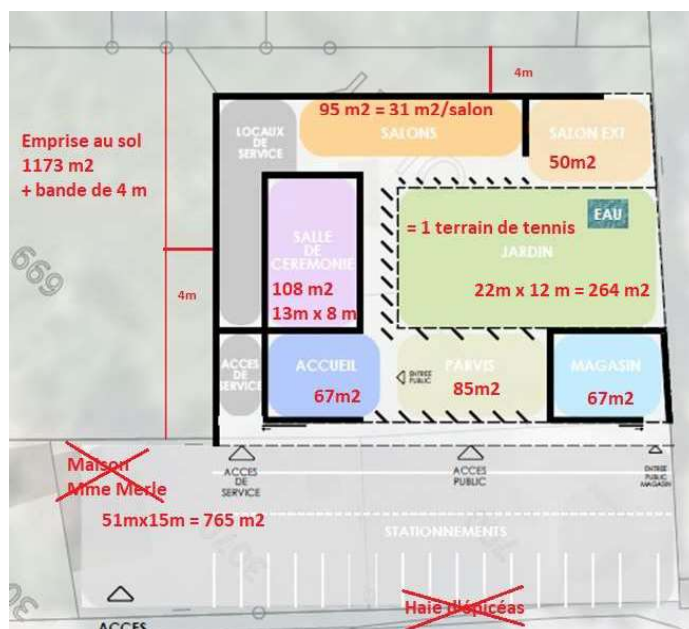 4m
95 m2 = 31 m2/salon
SALONS
LOCAUX
DE
SERVICE
SALON EXT
50m2
Emprise au sol
1173 m2
+ bande de 4 m
EAU
= 1 terrain de tennis
JARDIN
SALLE
DE
CEREMONIE
699
4m
108 m2
13m x 8 m
22m x 12 m = 264 m2
ACCES
DE
SERVICE
ACCUEIL
67m2
ENTREE
PUBLIC
PARVIS
85m2
MAGASIN
67m2
Maison
Mme Merle
ACCES
DE
SERVICE
ACCES
PUBLIC
ENTREE
PUBLIC
MAGASIN
51mx15m = 765 m2
STATIONNEMENTS
Haie d'épicéas
ACCES